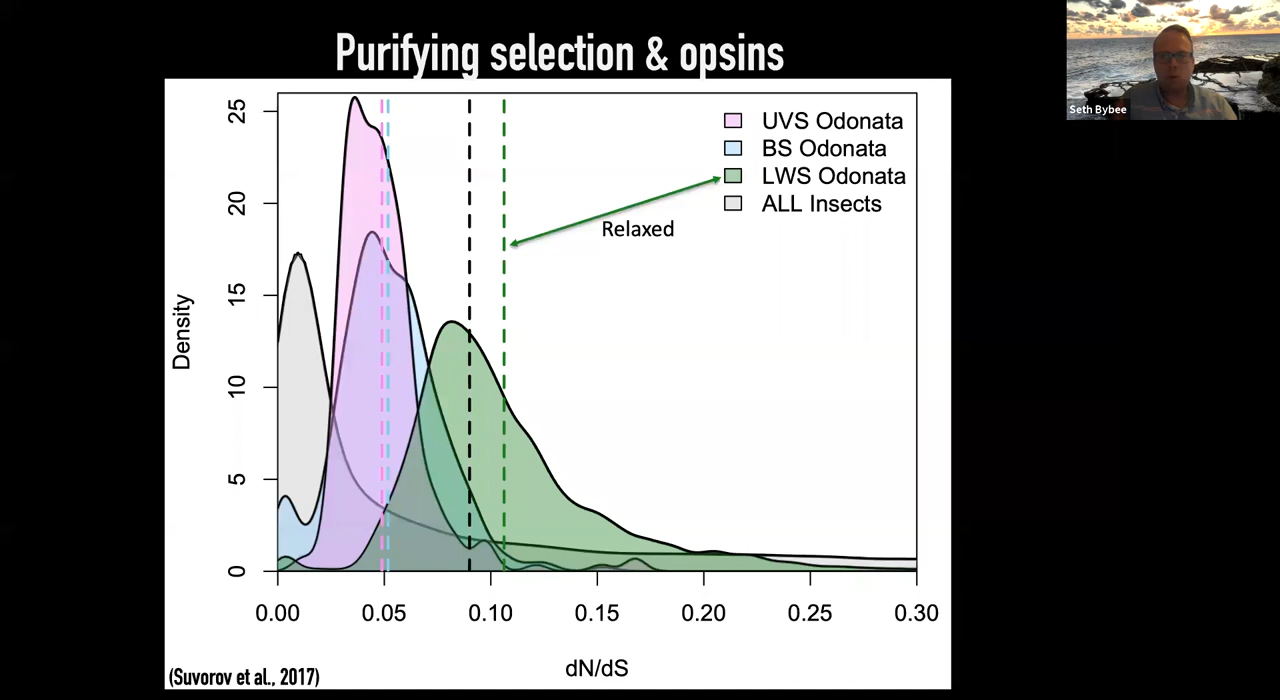 Purifying selection & opsins
Seth Bybee
UVS Odonata
BS Odonata
LWS Odonata
ALL Insects
Relaxed
Density
25
20
15
10
5
0
0.00 0.05 0.10 0.15 0.20 0.25 0.30
dN/dS
(Suvorov et al., 2017)